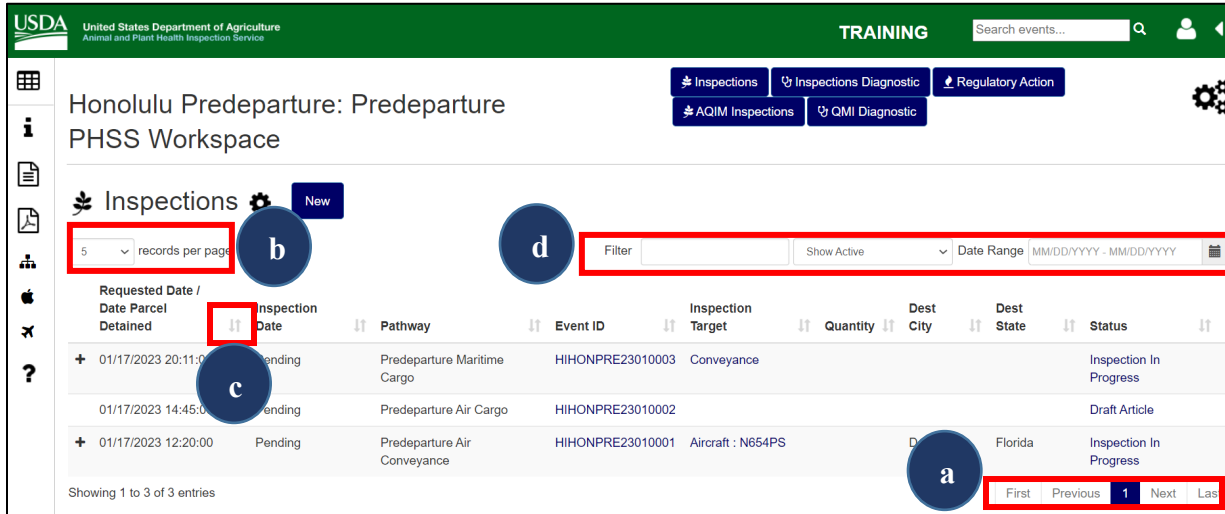 USDA United States Department of Agriculture
Animal and Plant Health Inspection Service
TRAINING
Search events...
Honolulu Predeparture: Predeparture
PHSS Workspace
Inspections Inspections Diagnostic Regulatory Action
AQIM Inspections QMI Diagnostic
Inspections New
5 records per page
b
d
Filter Show Active Date Range MM/DD/YYYY - MM/DD/YYYY
Requested Date /
Date Parcel
Detained
Inspection
Date
Pathway
Event ID
Inspection
Target
Quantity
Dest
City
Dest
State
Status
c
01/17/2023 20:11:0 Pending Predeparture Maritime
Cargo
HIHONPRE23010003 Conveyance Inspection In
Progress
01/17/2023 14:45:0 Pending Predeparture Air Cargo HIHONPRE23010002 Draft Article
01/17/2023 12:20:00 Pending Predeparture Air
Conveyance
HIHONPRE23010001 Aircraft : N654PS Florida Inspection In
Progress
a
Showing 1 to 3 of 3 entries
First Previous 1 Next Last